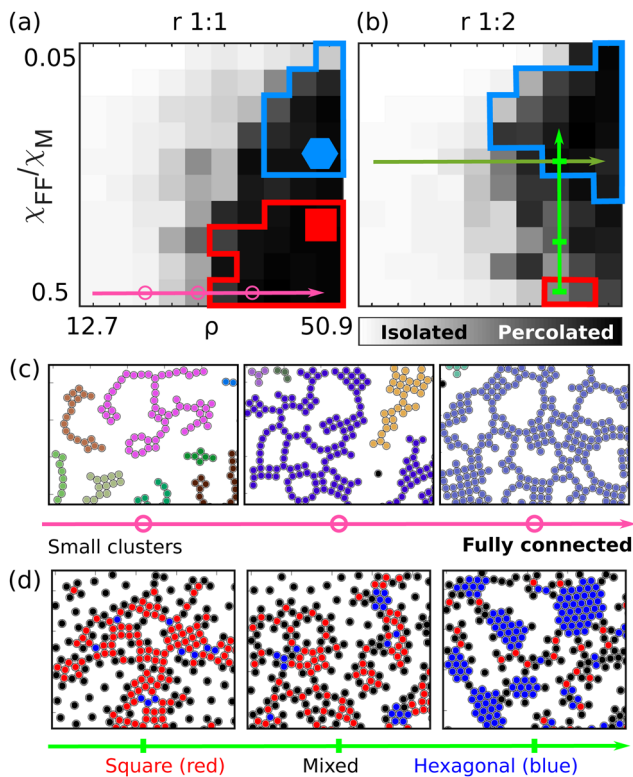 (a) r 1:1 (b) r 1:2
0.05
χFF/χM
0.5
12.7 ρ 50.9
Isolated Percolated
(c)
Small clusters Fully connected
(d)
Square (red) Mixed Hexagonal (blue)